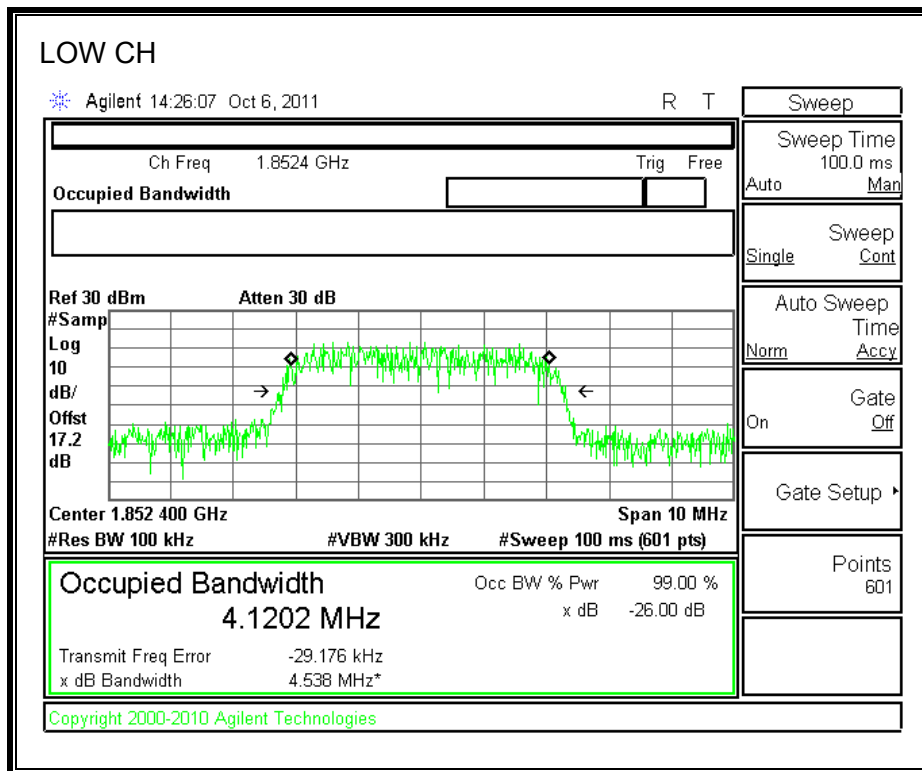 LOW CH
Agilent 14:26:07 Oct 6, 2011 R T
Sweep
Ch Freq 1.8524 GHz Trig Free
Occupied Bandwidth
Sweep Time
100.0 ms
Auto Man
Sweep
Single Cont
Ref 30 dBm Atten 30 dB
#Samp
Log
10
dB/
Offst
17.2
dB
Auto Sweep
Time
Norm Accy
Gate
On Off
Gate Setup
Center 1.852 400 GHz Span 10 MHz
#Res BW 100 kHz #VBW 300 kHz #Sweep 100 ms (601 pts)
Points
601
Occupied Bandwidth Occ BW % Pwr 99.00 %
4.1202 MHz x dB -26.00 dB
Transmit Freq Error -29.176 kHz
x dB Bandwidth 4.538 MHz*
Copyright 2000-2010 Agilent Technologies